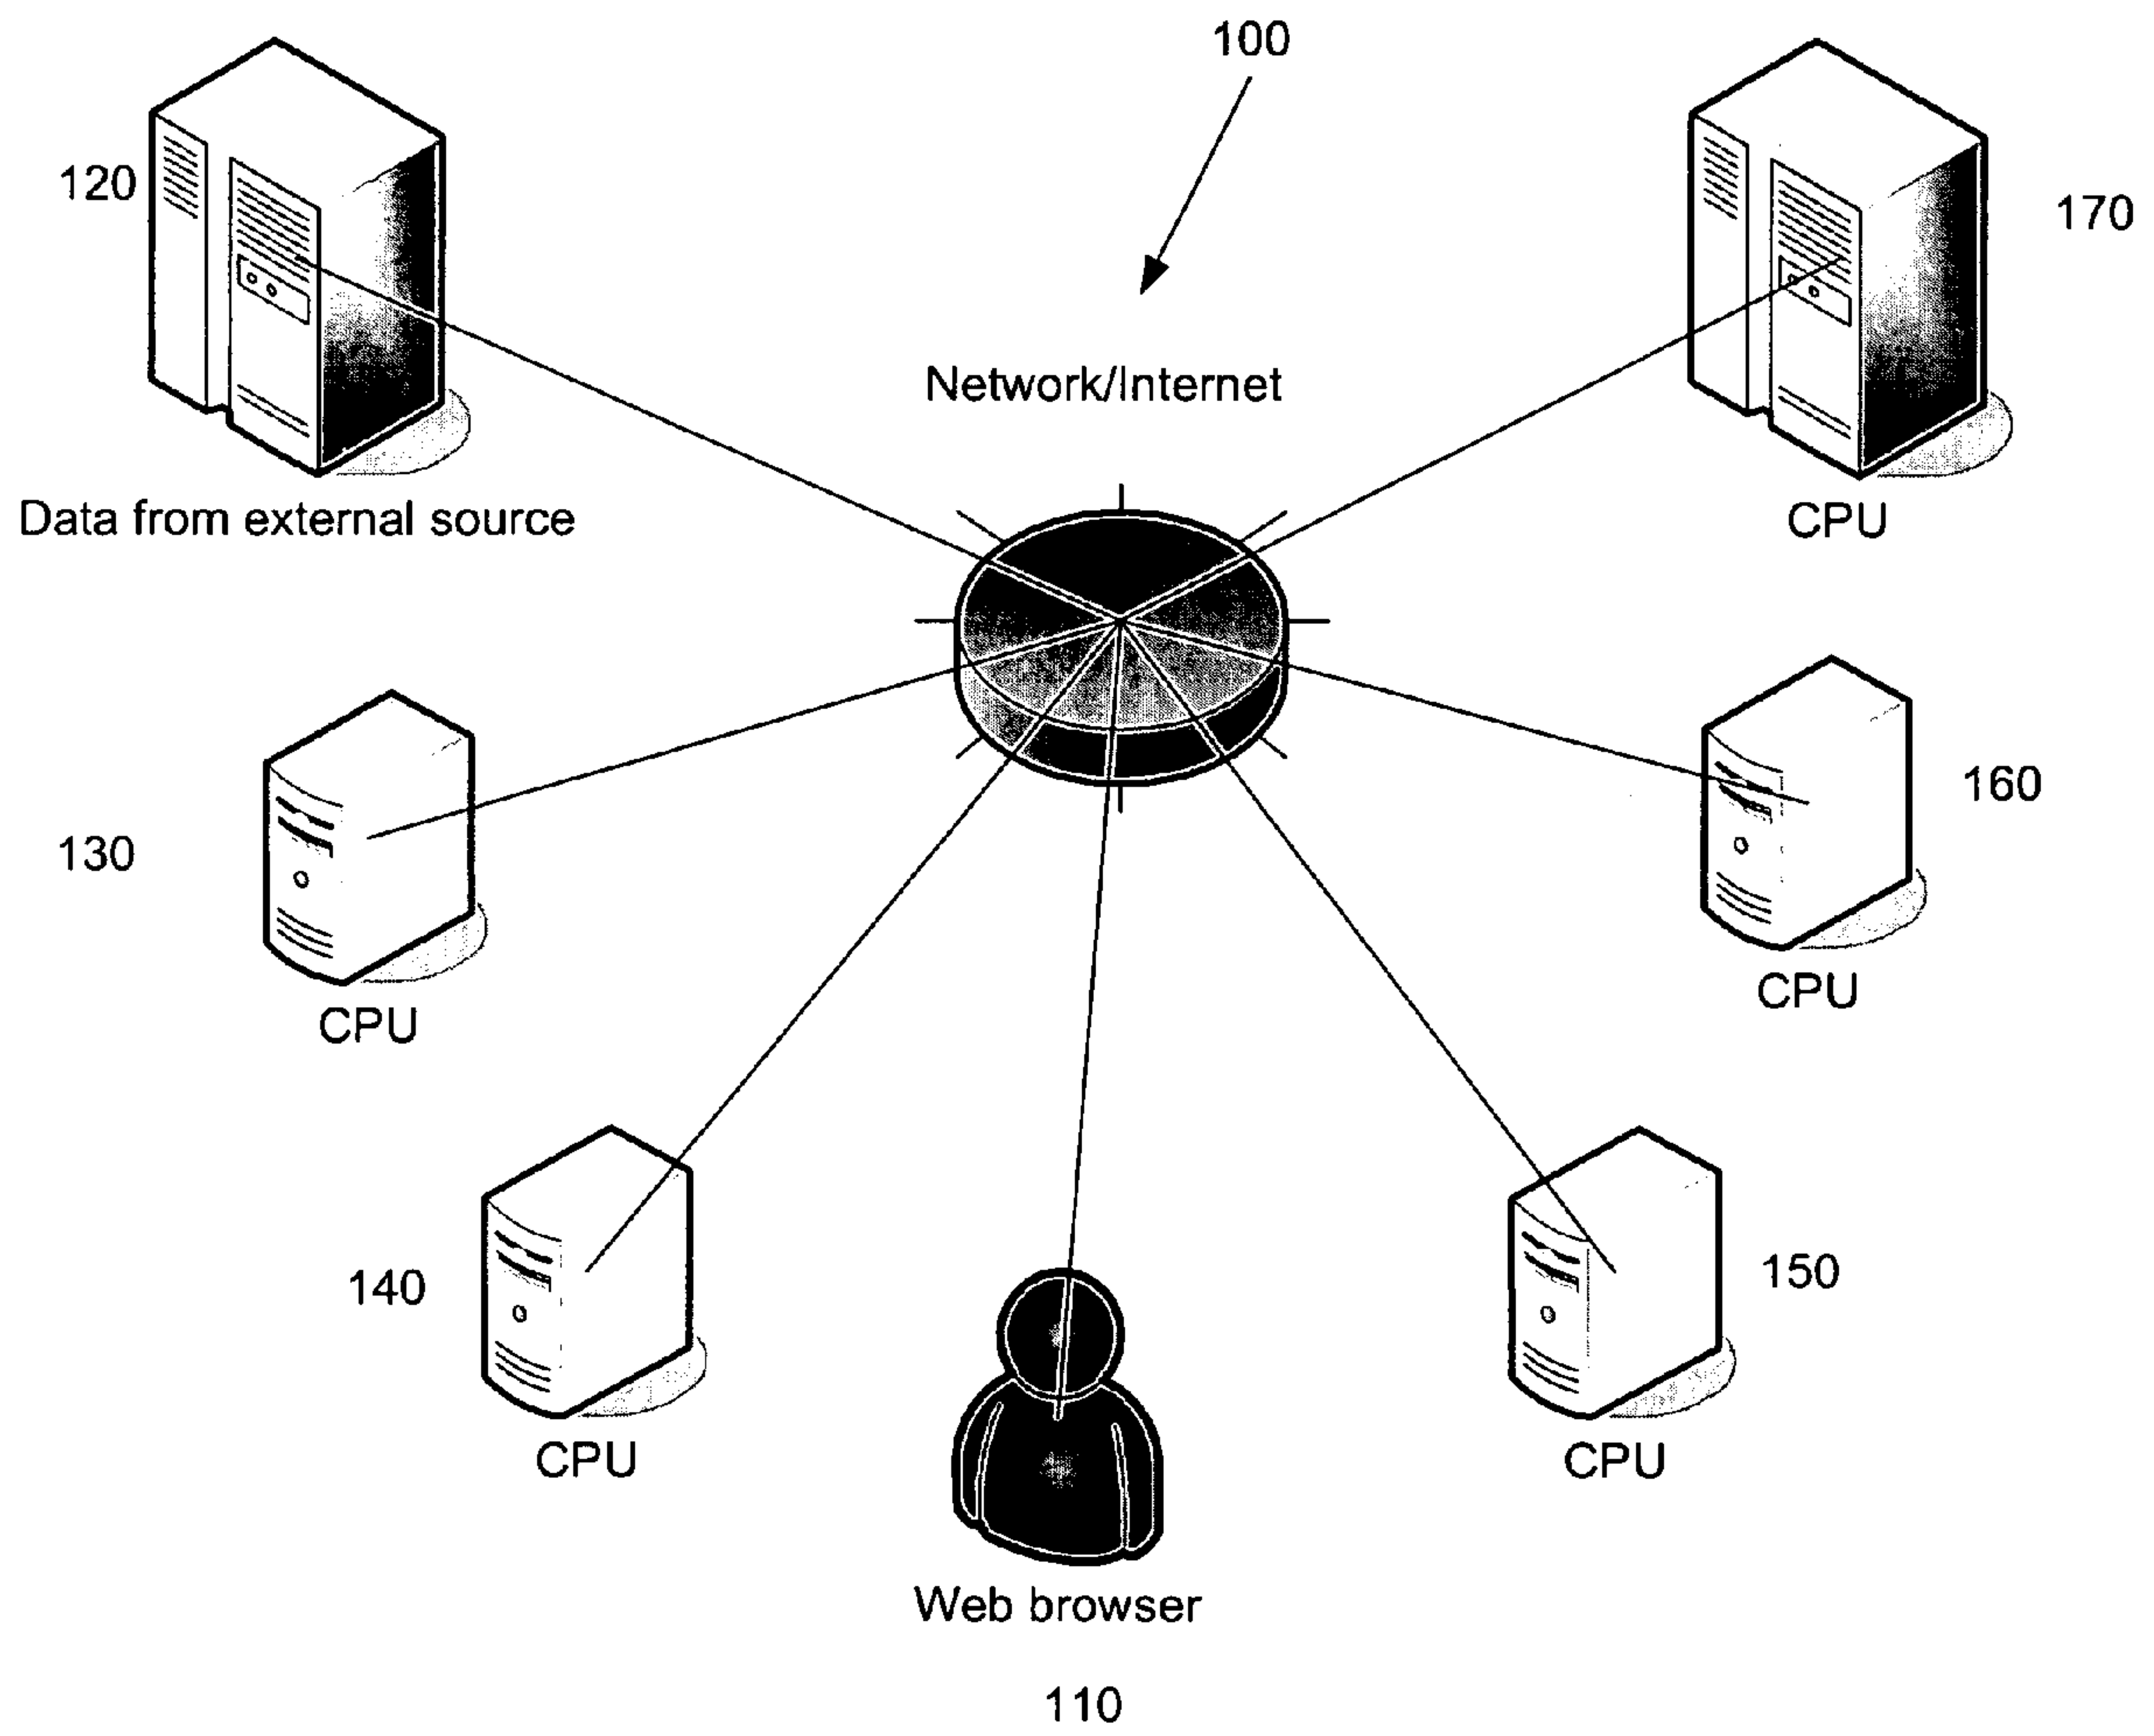 100
120
170
Network/Internet
Data from external source
CPU
130
160
CPU
CPU
140
150
CPU
CPU
Web browser
110